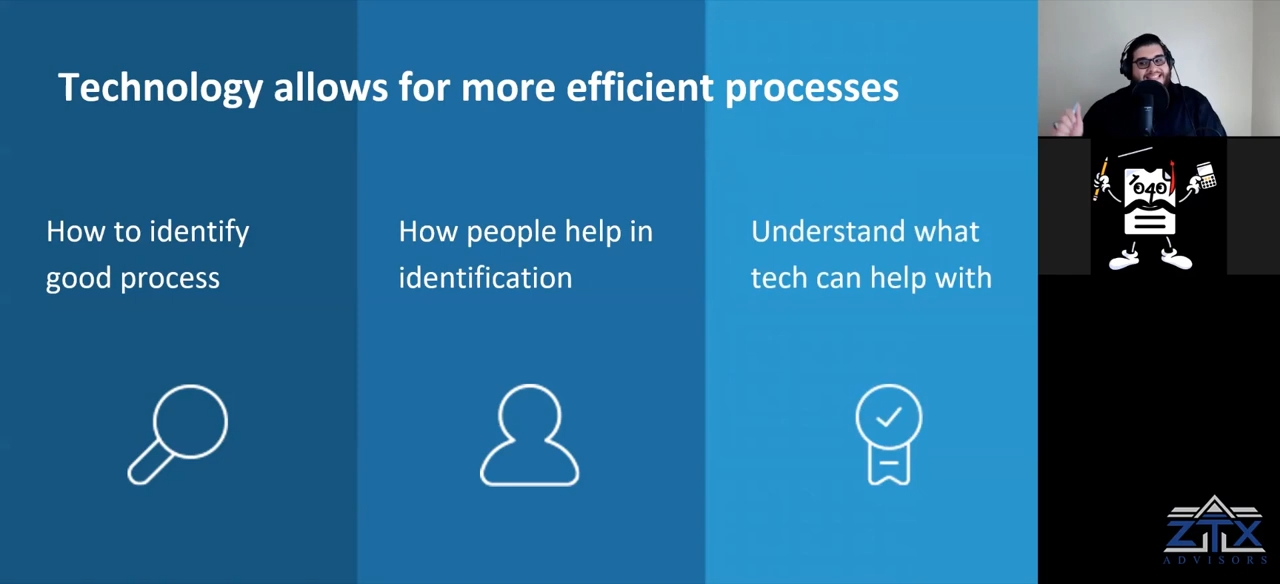 Technology allows for more efficient processes
How to identify
good process
How people help in
identification
Understand what
tech can help with
1040
ZTX
ADVISORS